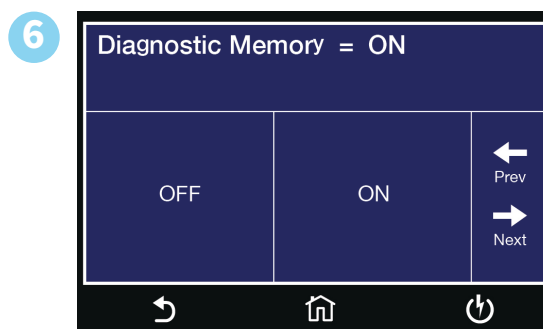 6
Diagnostic Memory = ON
OFF
ON
Prev
Next